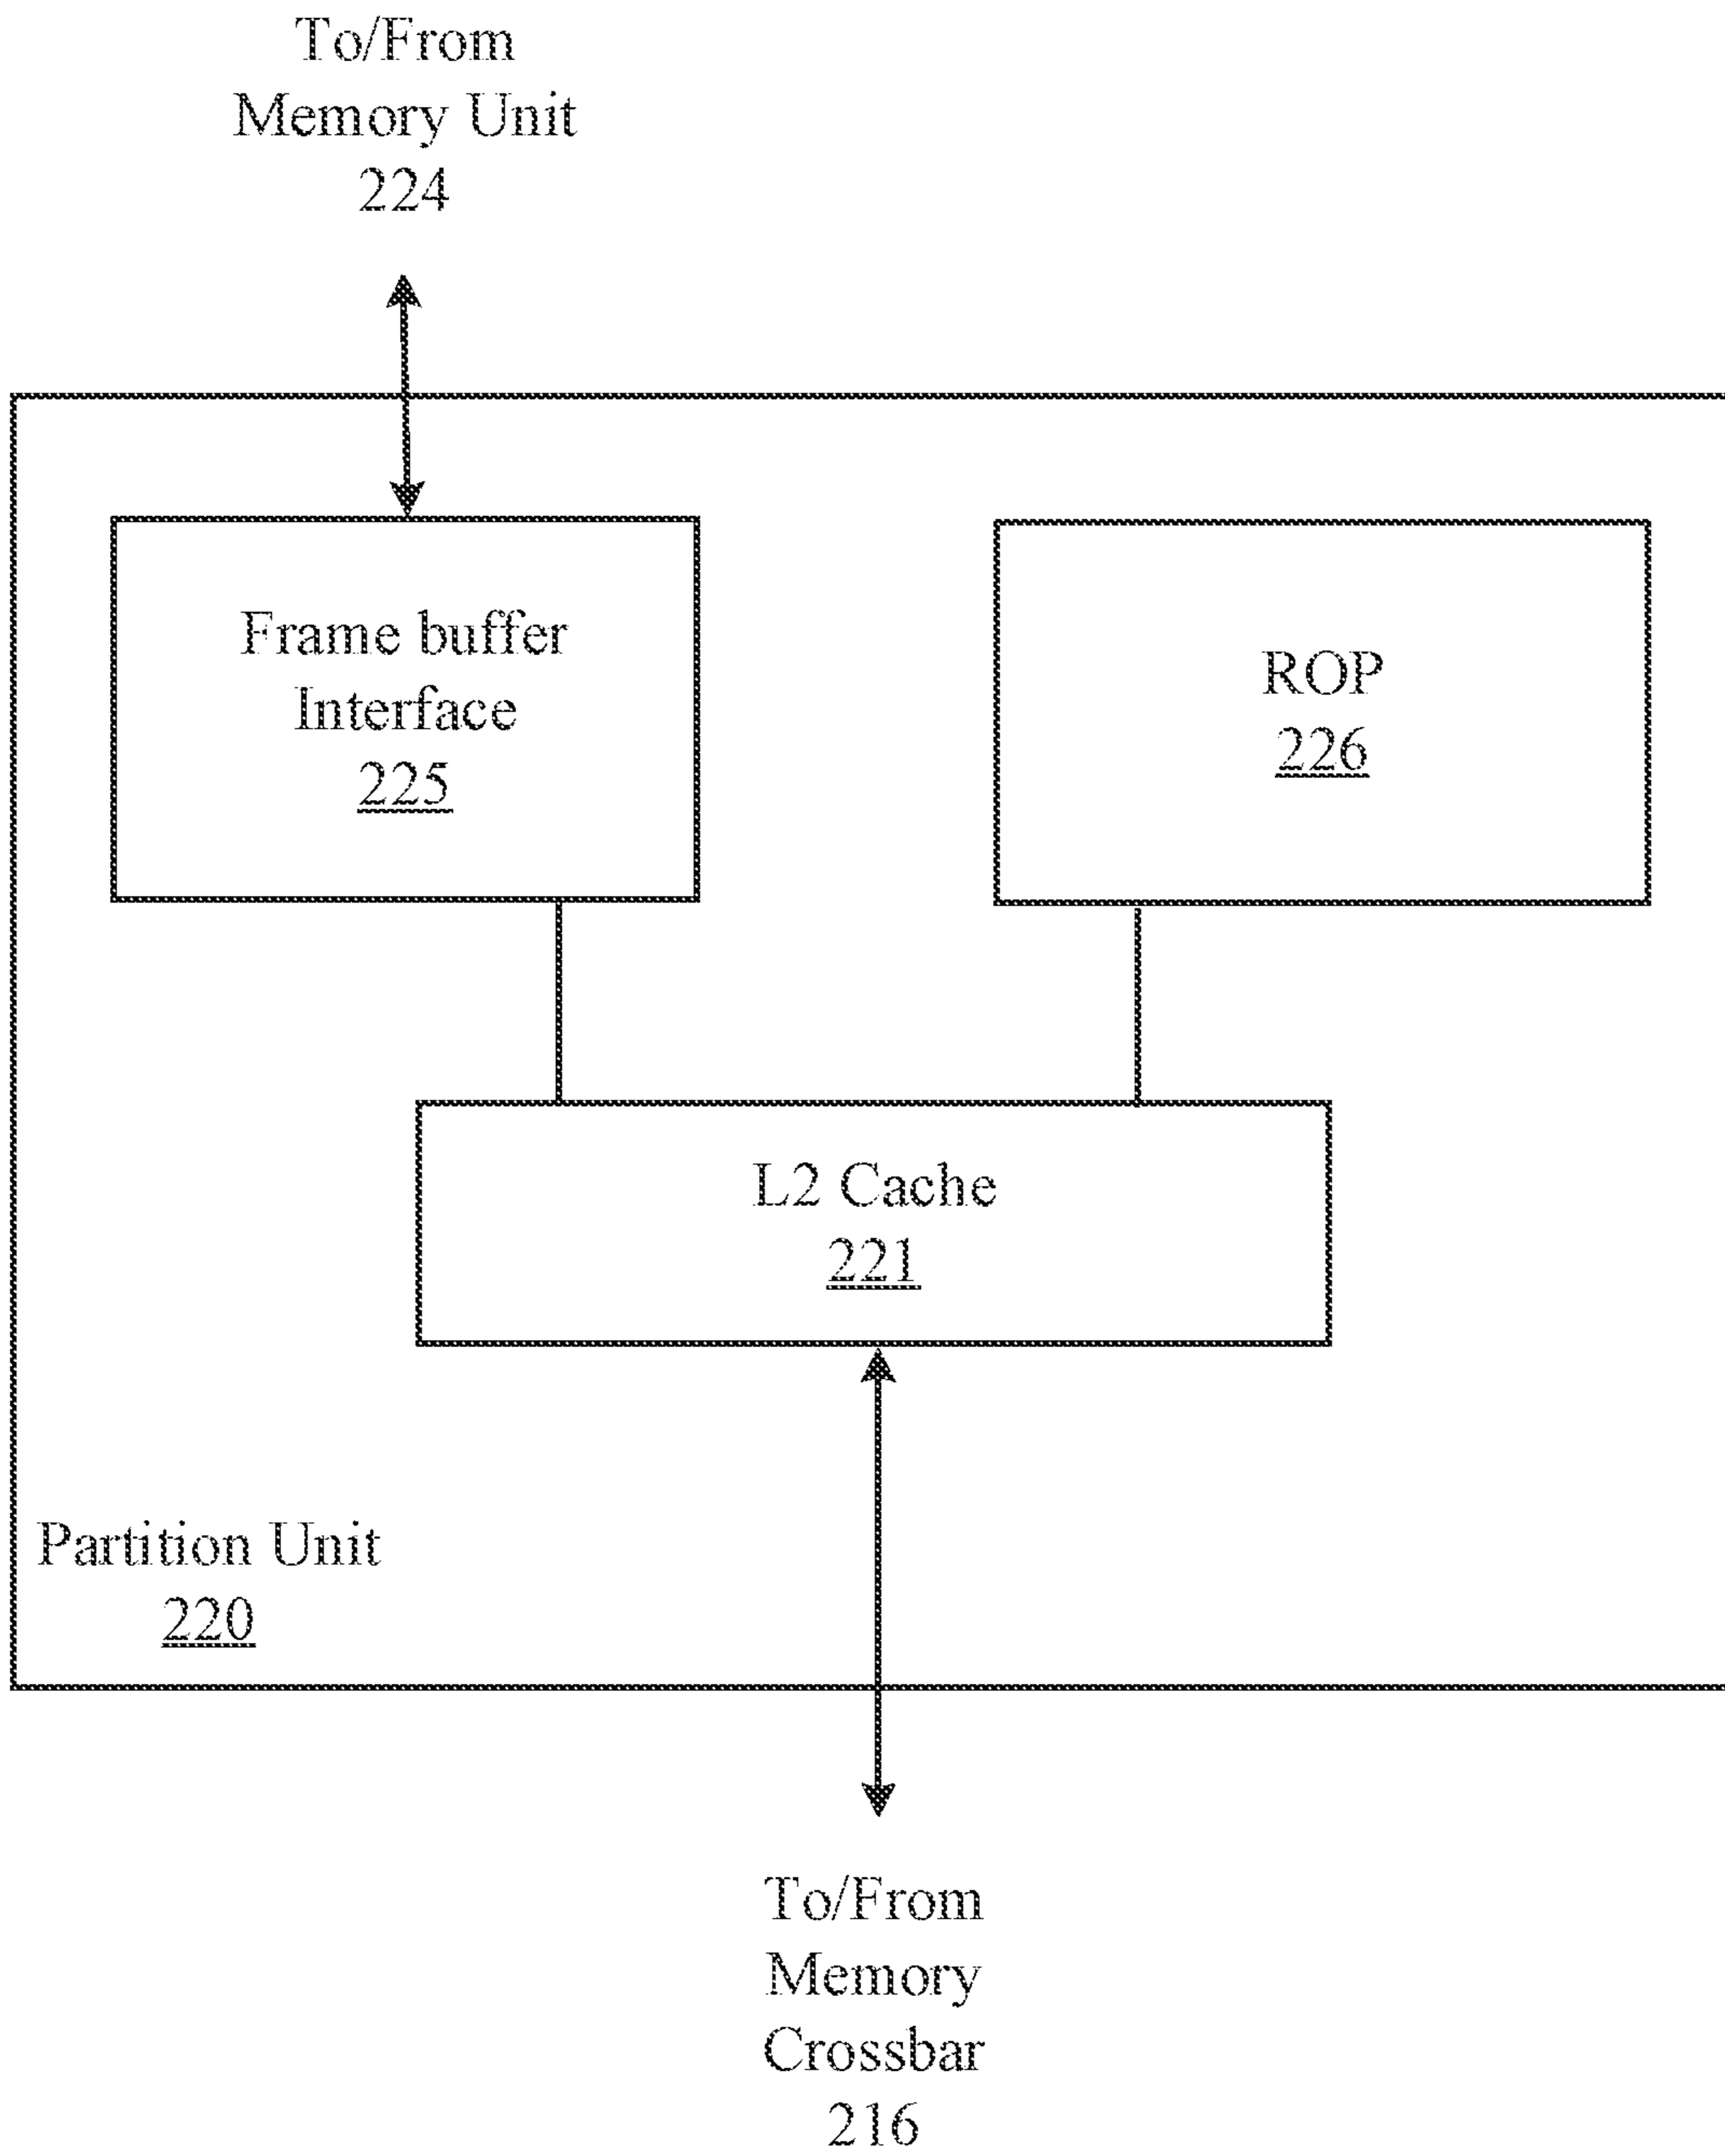 To/From
Memory Unit
224
Frame buffer
Interface
225
ROP
226
L2 Cache
221
Partition Unit
220
To/From
Memory
Crossbar
216